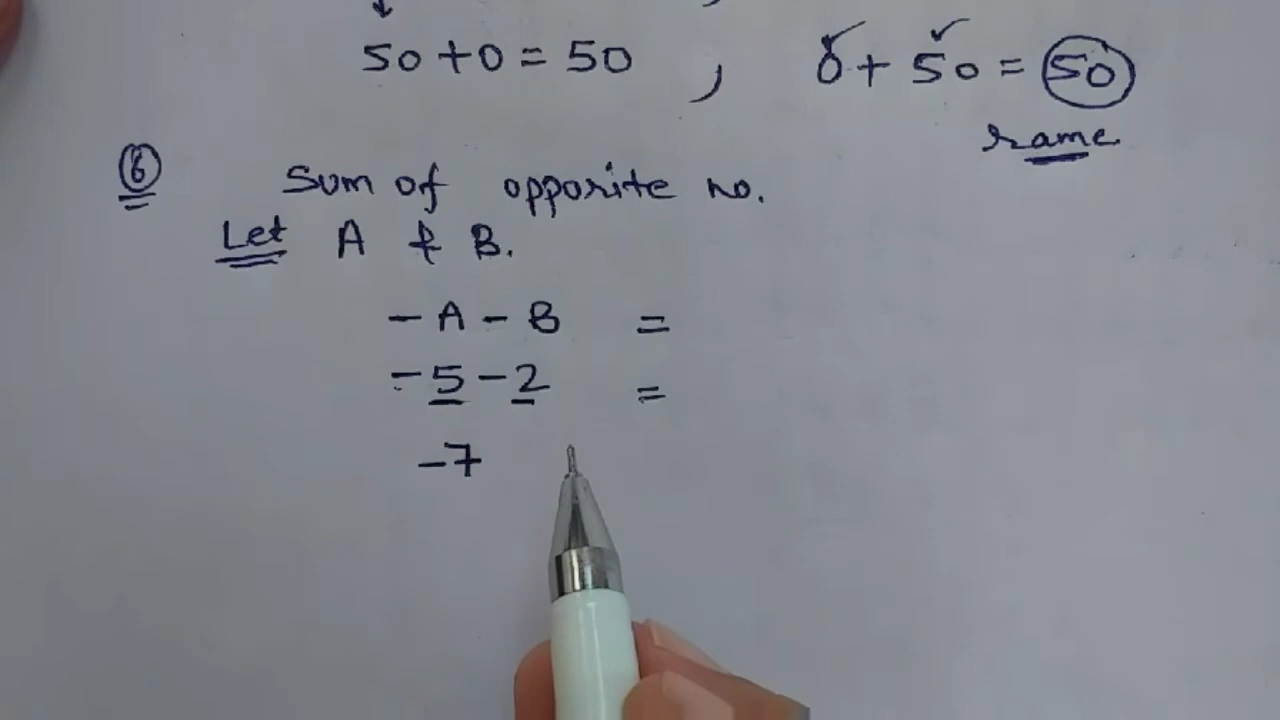 50 + 0 = 50 , 0 + 50 = 50
same
6 Sum of opposite no.
Let A & B.
- A - B =
- 5 - 2 =
- 7